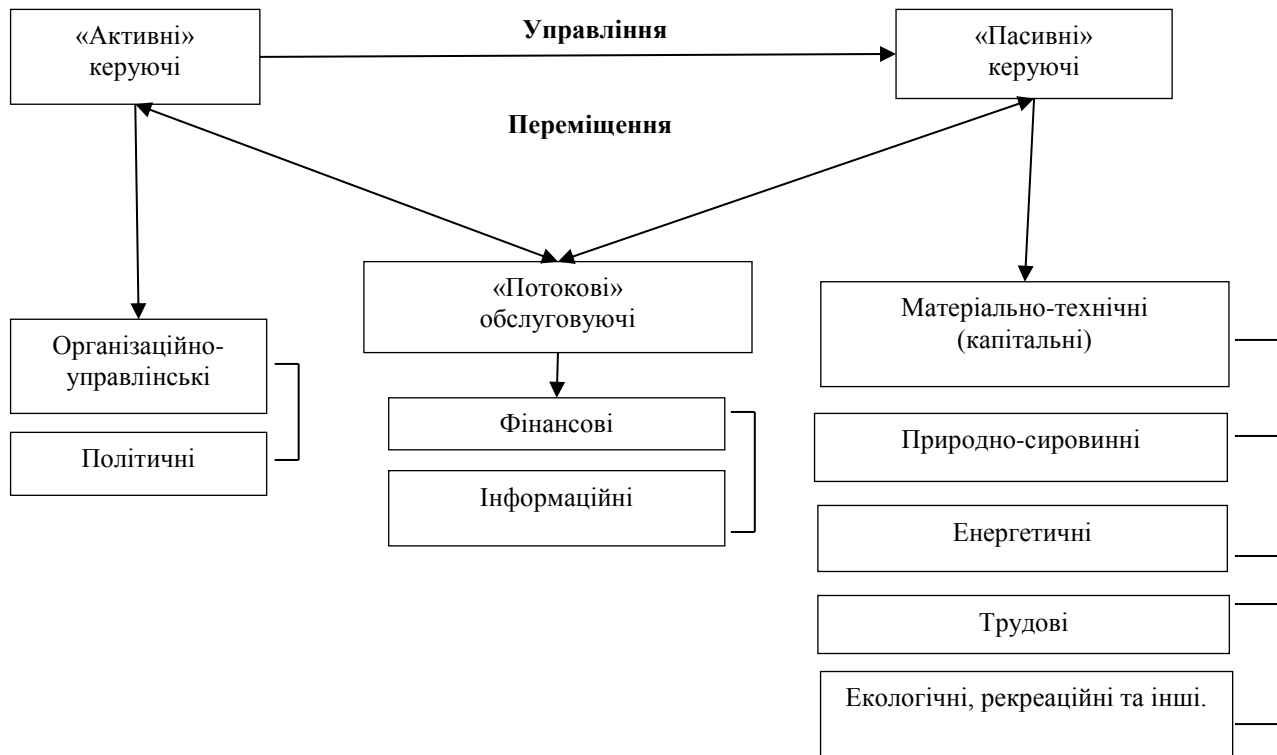 «Активні»
керуючі
Управління
«Пасивні»
керуючі
Переміщення
«Потокові»
обслуговуючі
Організаційно-
управлінські
Політичні
Фінансові
Інформаційні
Матеріально-технічні
(капітальні)
Природно-сировинні
Енергетичні
Трудові
Екологічні, рекреаційні та інші.